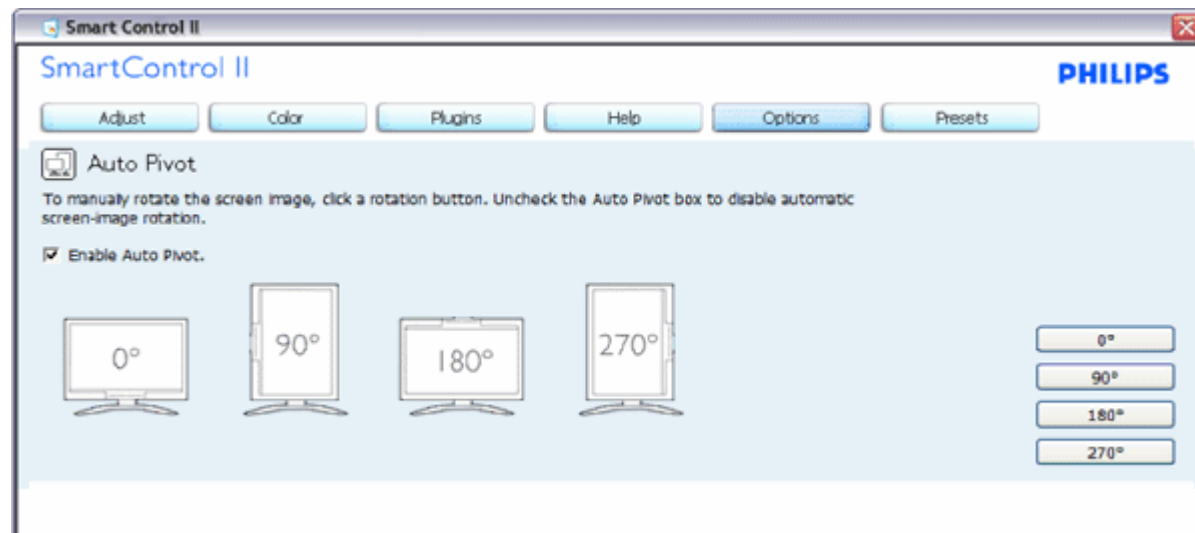 Smart Control II
SmartControl II
PHILIPS
Adjust
Color
Plugins
Help
Options
Presets
Auto Pivot
To manually rotate the screen image, click a rotation button. Uncheck the Auto Pivot box to disable automatic
screen-image rotation.
Enable Auto Pivot.
0°
90°
180°
270°
0°
90°
180°
270°